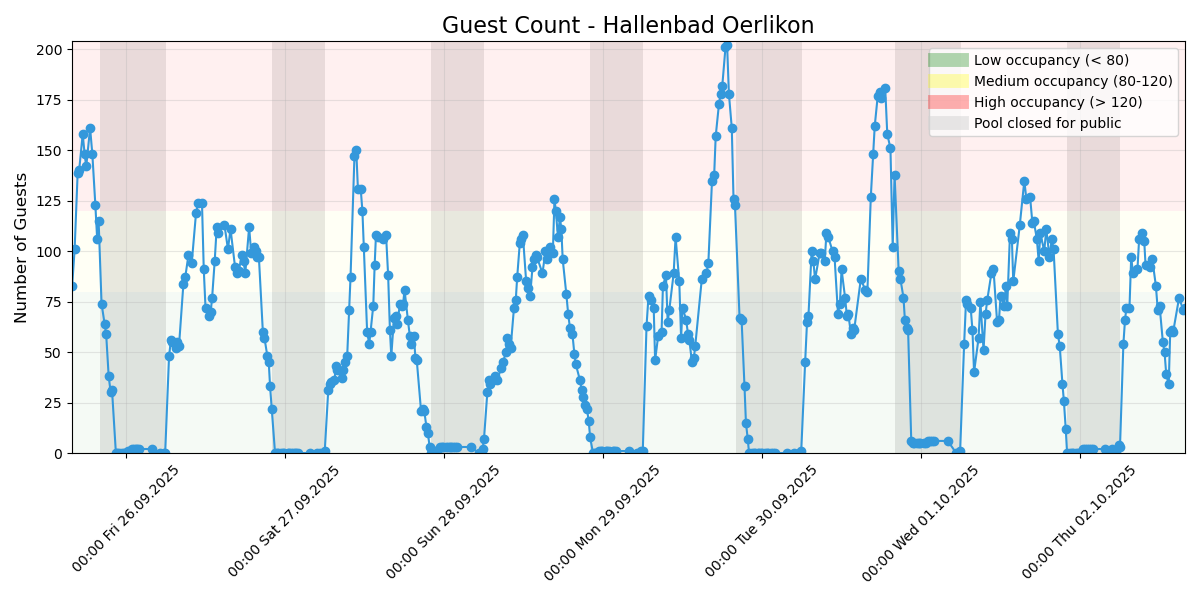 Guest Count - Hallenbad Oerlikon
Number of Guests
200
175
150
125
100
75
50
25
0
Low occupancy (< 80)
Medium occupancy (80-120)
High occupancy (> 120)
Pool closed for public
00:00 Fri 26.09.2025
00:00 Sat 27.09.2025
00:00 Sun 28.09.2025
00:00 Mon 29.09.2025
00:00 Tue 30.09.2025
00:00 Wed 01.10.2025
00:00 Thu 02.10.2025